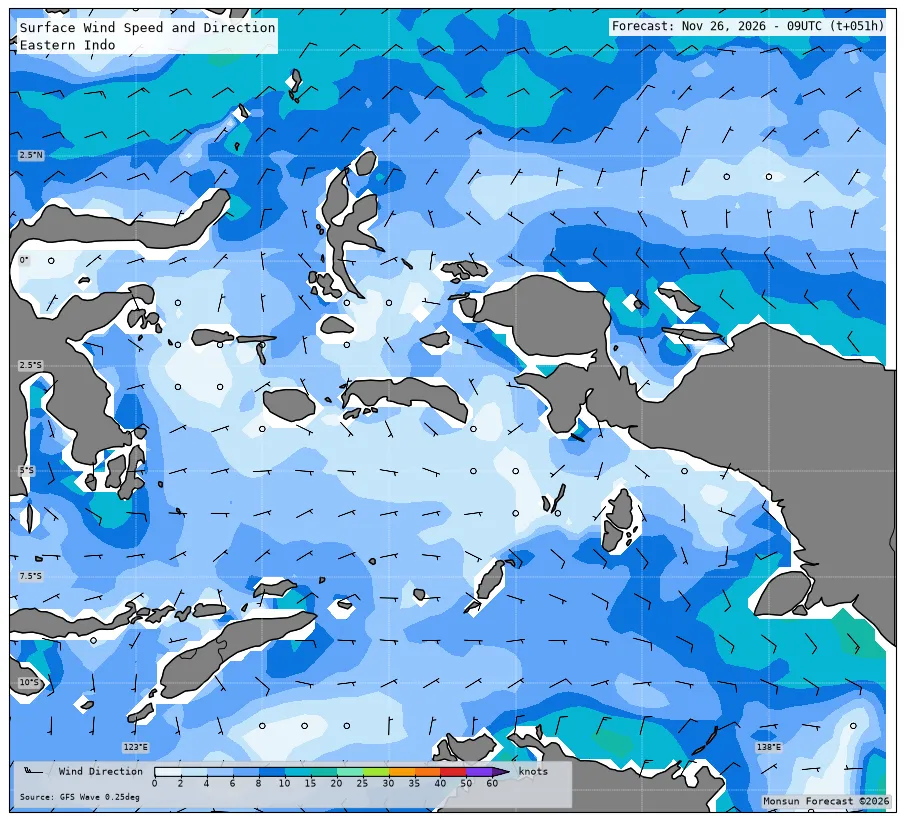 Surface Wind Speed and Direction
Eastern Indo
Forecast: Nov 26, 2026 - 09UTC (t+051h)
2.5°N
0°
2.5°S
5°S
7.5°S
10°S
123°E
138°E
Wind Direction
knots
0 2 4 6 8 10 15 20 25 30 35 40 50 60
Source: GFS Wave 0.25deg
Monsun Forecast ©2026